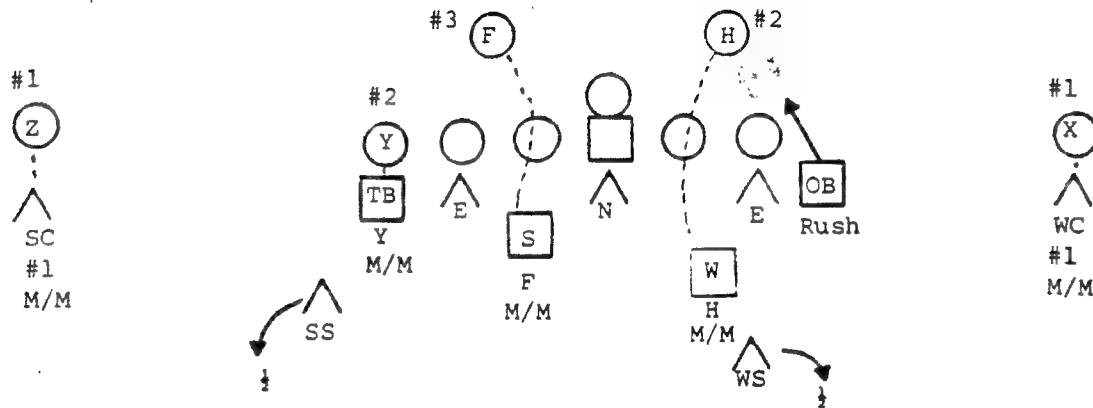 #3 F H #2
#1 #2 #1
Z Y X
TB E N E OB
SC Y S Rush WC
#1 M/M F W #1
M/M M/M H M/M
SS M/M
WS
½ ½